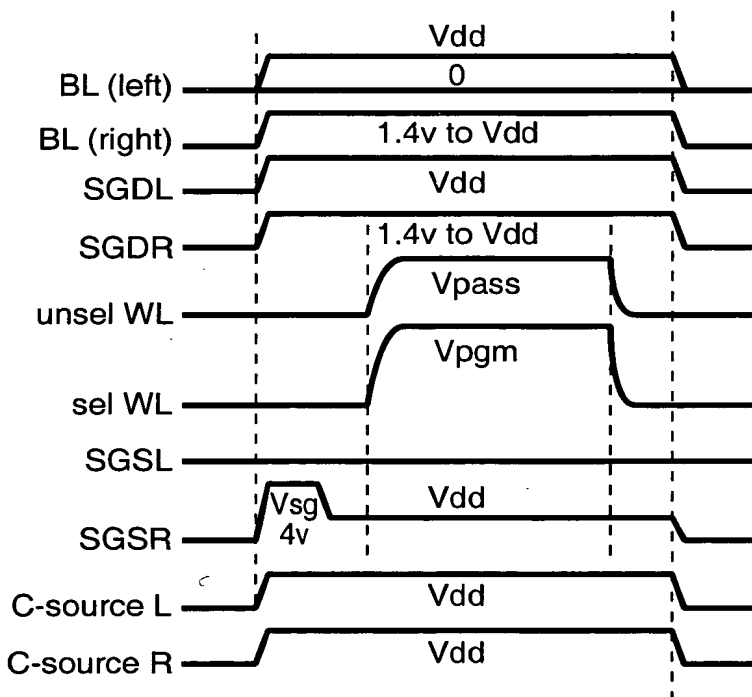 Vdd
BL (left) 0
BL (right) 1.4v to Vdd
SGDL Vdd
SGDR 1.4v to Vdd
unsel WL Vpass
sel WL Vpgm
SGSL
SGSR Vsg 4v Vdd
C-source L Vdd
C-source R Vdd